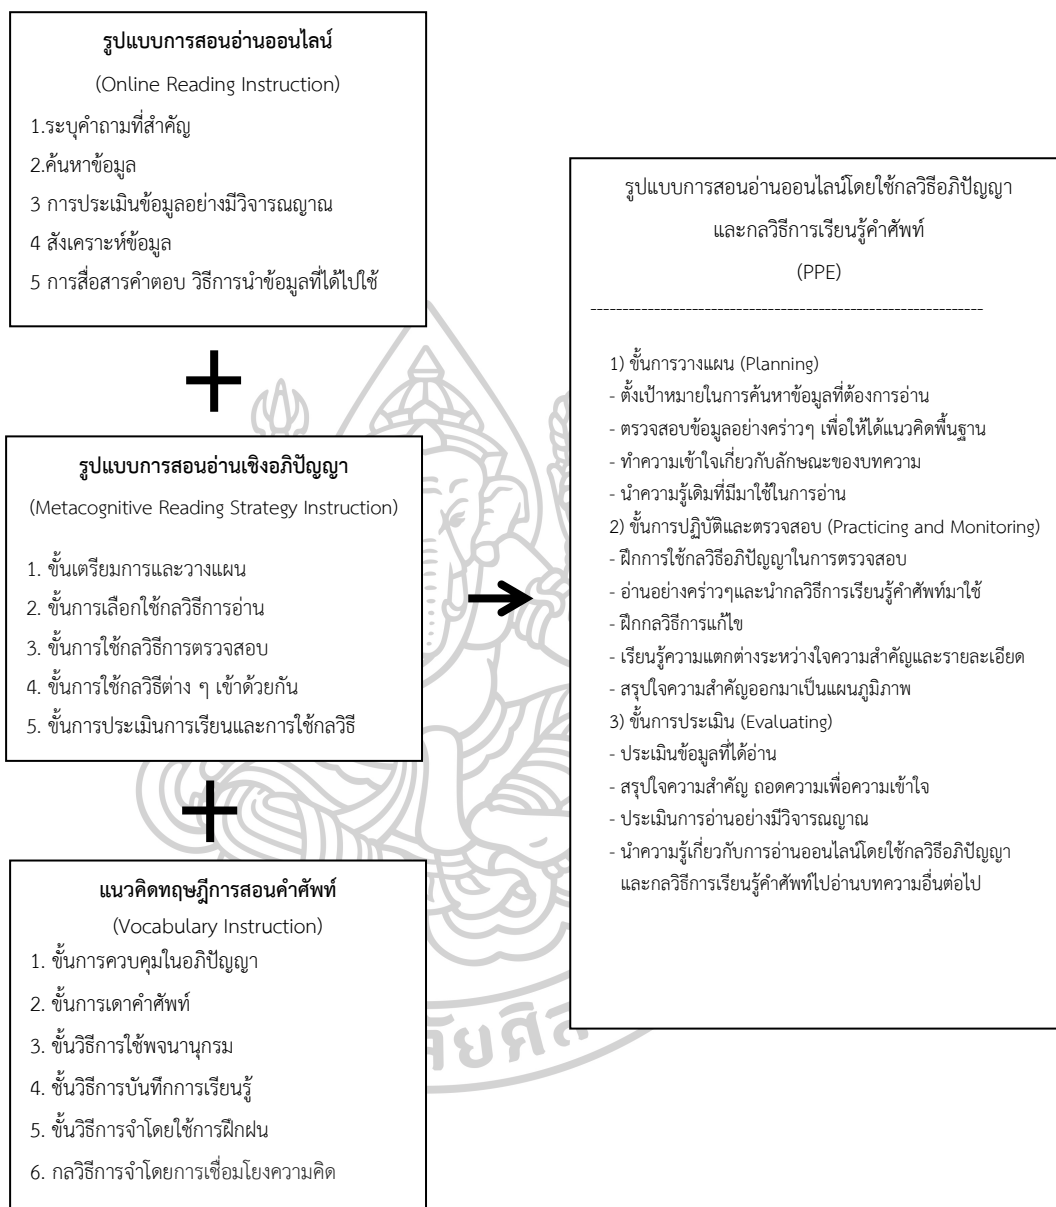 รูปแบบการสอนอ่านออนไลน์
(Online Reading Instruction)
1.ระบุคำถามที่สำคัญ
2.ค้นหาข้อมูล
3 การประเมินข้อมูลอย่างมีวิจารณญาณ
4 สังเคราะห์ข้อมูล
5 การสื่อสารคำตอบ วิธีการนำข้อมูลที่ได้ไปใช้
+
รูปแบบการสอนอ่านเชิงอภิปัญญา
(Metacognitive Reading Strategy Instruction)
1. ขั้นเตรียมการและวางแผน
2. ขั้นการเลือกใช้กลวิธีการอ่าน
3. ขั้นการใช้กลวิธีการตรวจสอบ
4. ขั้นการใช้กลวิธีต่าง ๆ เข้าด้วยกัน
5. ขั้นการประเมินการเรียนและการใช้กลวิธี
+
แนวคิดทฤษฎีการสอนคำศัพท์
(Vocabulary Instruction)
1. ขั้นการควบคุมในอภิปัญญา
2. ขั้นการเดาคำศัพท์
3. ขั้นวิธีการใช้พจนานุกรม
4. ชั้นวิธีการบันทึกการเรียนรู้
5. ขั้นวิธีการจำโดยใช้การฝึกฝน
6. กลวิธีการจำโดยการเชื่อมโยงความคิด
รูปแบบการสอนอ่านออนไลน์โดยใช้กลวิธีอภิปัญญา
และกลวิธีการเรียนรู้คำศัพท์
(PPE)
1) ขั้นการวางแผน (Planning)
- ตั้งเป้าหมายในการค้นหาข้อมูลที่ต้องการอ่าน
- ตรวจสอบข้อมูลอย่างคร่าวๆ เพื่อให้ได้แนวคิดพื้นฐาน
- ทำความเข้าใจเกี่ยวกับลักษณะของบทความ
- นำความรู้เดิมที่มีมาใช้ในการอ่าน
2) ขั้นการปฏิบัติและตรวจสอบ (Practicing and Monitoring)
- ฝึกการใช้กลวิธีอภิปัญญาในการตรวจสอบ
- อ่านอย่างคร่าวๆและนำกลวิธีการเรียนรู้คำศัพท์มาใช้
- ฝึกกลวิธีการแก้ไข
- เรียนรู้ความแตกต่างระหว่างใจความสำคัญและรายละเอียด
- สรุปใจความสำคัญออกมาเป็นแผนภูมิภาพ
3) ขั้นการประเมิน (Evaluating)
- ประเมินข้อมูลที่ได้อ่าน
- สรุปใจความสำคัญ ถอดความเพื่อความเข้าใจ
- ประเมินการอ่านอย่างมีวิจารณญาณ
- นำความรู้เกี่ยวกับการอ่านออนไลน์โดยใช้กลวิธีอภิปัญญา
และกลวิธีการเรียนรู้คำศัพท์ไปอ่านบทความอื่นต่อไป